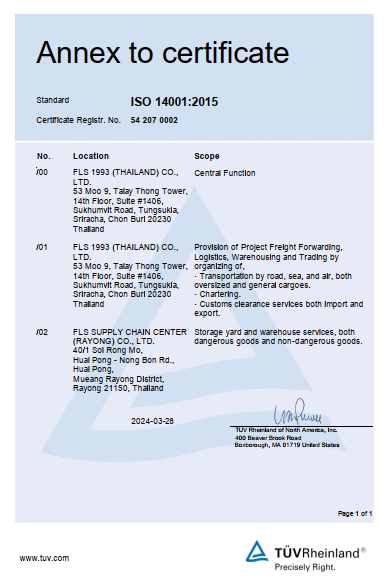 Annex to certificate
Standard
ISO 14001:2015
Certificate Registr. No.
54 207 0002
No.
Location
Scope
/00
FLS 1993 (THAILAND) CO.,
LTD.
53 Moo 9, Talay Thong Tower,
14th Floor, Suite #1406,
Sukhumvit Road, Tungsukla,
Sriracha, Chon Buri 20230
Thailand
Central Function
/01
FLS 1993 (THAILAND) CO.,
LTD.
53 Moo 9, Talay Thong Tower,
14th Floor, Suite #1406,
Sukhumvit Road, Tungsukla,
Sriracha, Chon Buri 20230
Thailand
Provision of Project Freight Forwarding,
Logistics, Warehousing and Trading by
organizing of,
- Transportation by road, sea, and air, both
oversized and general cargoes.
- Chartering.
- Customs clearance services both import and
export.
/02
FLS SUPPLY CHAIN CENTER
(RAYONG) CO., LTD.
40/1 Soi Rong Mo,
Huai Pong - Nong Bon Rd.,
Huai Pong,
Mueang Rayong District,
Rayong 21150, Thailand
Storage yard and warehouse services, both
dangerous goods and non-dangerous goods.
2024-03-28
TÜV Rheinland of North America, Inc.
400 Beaver Brook Road
Boxborough, MA 01719 United States
Page 1 of 1
www.tuv.com
TÜVRheinland®
Precisely Right.